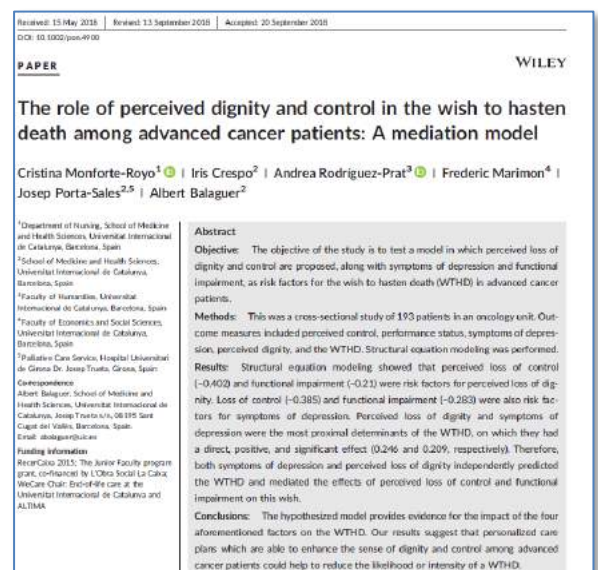 Received: 15 May 2018 | Revised: 13 September 2018 | Accepted: 20 September 2018
DOI: 10.1002/pon.4900
PAPER
WILEY
The role of perceived dignity and control in the wish to hasten
death among advanced cancer patients: A mediation model
Cristina Monforte-Royo1 | Iris Crespo2 | Andrea Rodríguez-Prat3 | Frederic Marimon4 |
Josep Porta-Sales2,5 | Albert Balaguer2
1Department of Nursing, School of Medicine
and Health Sciences, Universitat Internacional
de Catalunya, Barcelona, Spain
2School of Medicine and Health Sciences,
Universitat Internacional de Catalunya,
Barcelona, Spain
3Faculty of Humanities, Universitat
Internacional de Catalunya, Barcelona, Spain
4Faculty of Economics and Social Sciences,
Universitat Internacional de Catalunya,
Barcelona, Spain
5Palliative Care Service, Hospital Universitari
de Girona Dr. Josep Trueta, Girona, Spain
Correspondence
Albert Balaguer, School of Medicine and
Health Sciences, Universitat Internacional de
Catalunya, Josep Trueta s/n, 08195 Sant
Cugat del Vallès, Barcelona, Spain.
Email: abalaguer@uic.es
Funding information
RecerCaixa 2015; The Junior Faculty program
grant, co-financed by L'Obra Social La Caixa;
WeCare Chair: End-of-life care at the
Universitat Internacional de Catalunya and
ALTIMA
Abstract
Objective: The objective of the study is to test a model in which perceived loss of
dignity and control are proposed, along with symptoms of depression and functional
impairment, as risk factors for the wish to hasten death (WTHD) in advanced cancer
patients.
Methods: This was a cross-sectional study of 193 patients in an oncology unit. Out-
come measures included perceived control, performance status, symptoms of depres-
sion, perceived dignity, and the WTHD. Structural equation modeling was performed.
Results: Structural equation modeling showed that perceived loss of control
(−0.402) and functional impairment (−0.21) were risk factors for perceived loss of dig-
nity. Loss of control (−0.385) and functional impairment (−0.283) were also risk fac-
tors for symptoms of depression. Perceived loss of dignity and symptoms of
depression were the most proximal determinants of the WTHD, on which they had
a direct, positive, and significant effect (0.246 and 0.209, respectively). Therefore,
both symptoms of depression and perceived loss of dignity independently predicted
the WTHD and mediated the effects of perceived loss of control and functional
impairment on this wish.
Conclusions: The hypothesized model provides evidence for the impact of the four
aforementioned factors on the WTHD. Our results suggest that personalized care
plans which are able to enhance the sense of dignity and control among advanced
cancer patients could help to reduce the likelihood or intensity of a WTHD.